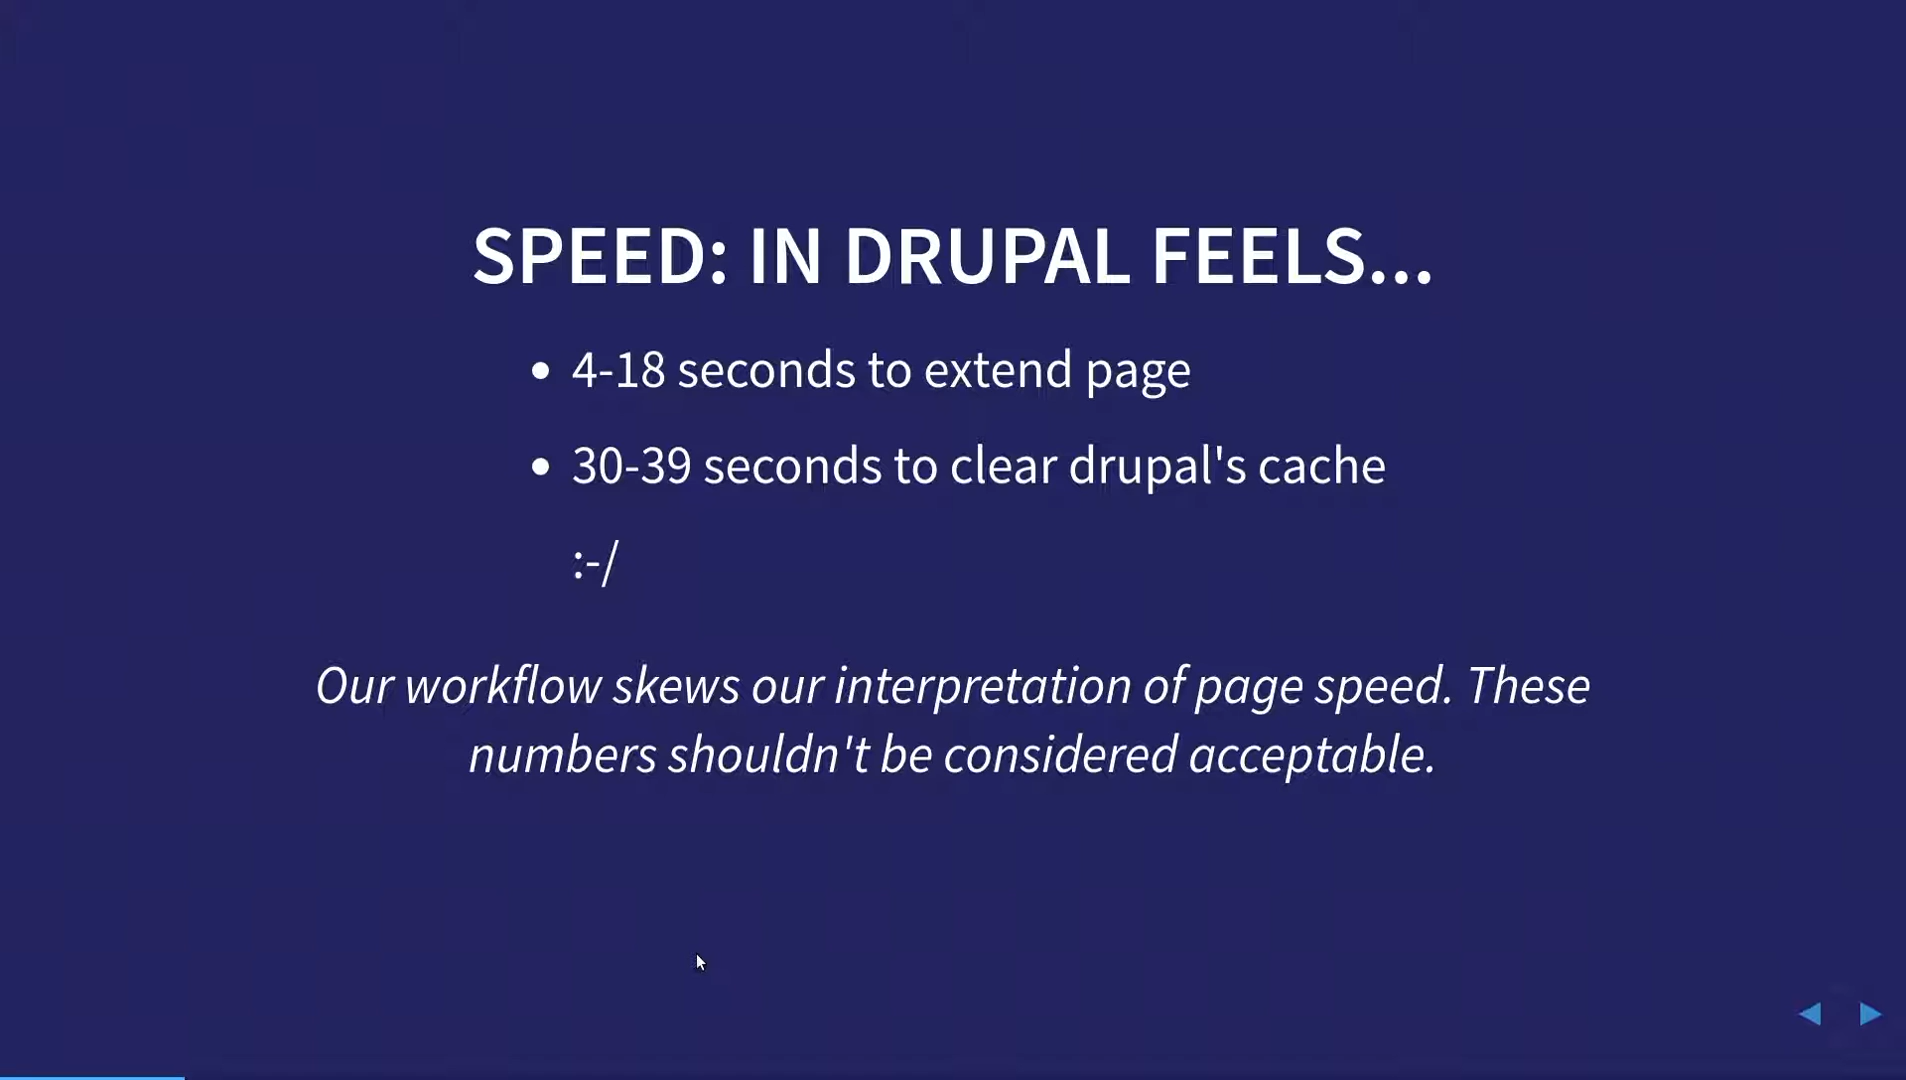 SPEED: IN DRUPAL FEELS...
• 4-18 seconds to extend page
• 30-39 seconds to clear drupal's cache
:-/
Our workflow skews our interpretation of page speed. These
numbers shouldn't be considered acceptable.